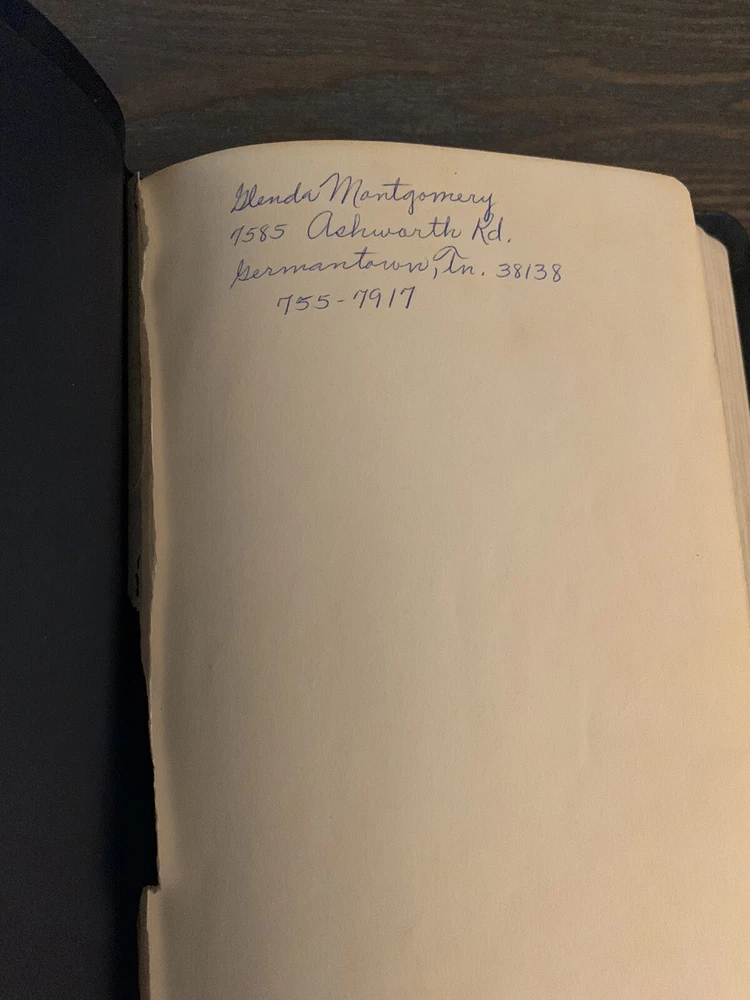 Glenda Montgomery
7585 Ashworth Rd.
Germantown, Tn. 38138
755-7917